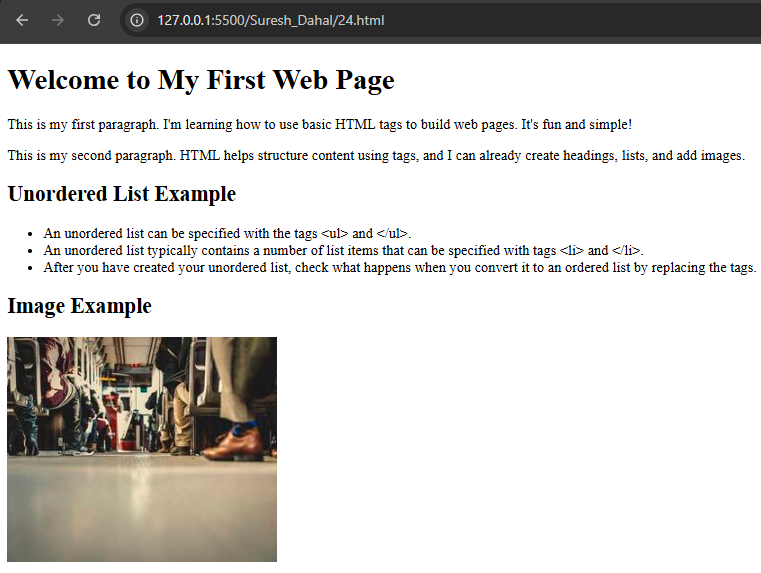 127.0.0.1:5500/Suresh_Dahal/24.html
Welcome to My First Web Page
This is my first paragraph. I'm learning how to use basic HTML tags to build web pages. It's fun and simple!
This is my second paragraph. HTML helps structure content using tags, and I can already create headings, lists, and add images.
Unordered List Example
• An unordered list can be specified with the tags <ul> and </ul>.
• An unordered list typically contains a number of list items that can be specified with tags <li> and </li>.
• After you have created your unordered list, check what happens when you convert it to an ordered list by replacing the tags.
Image Example